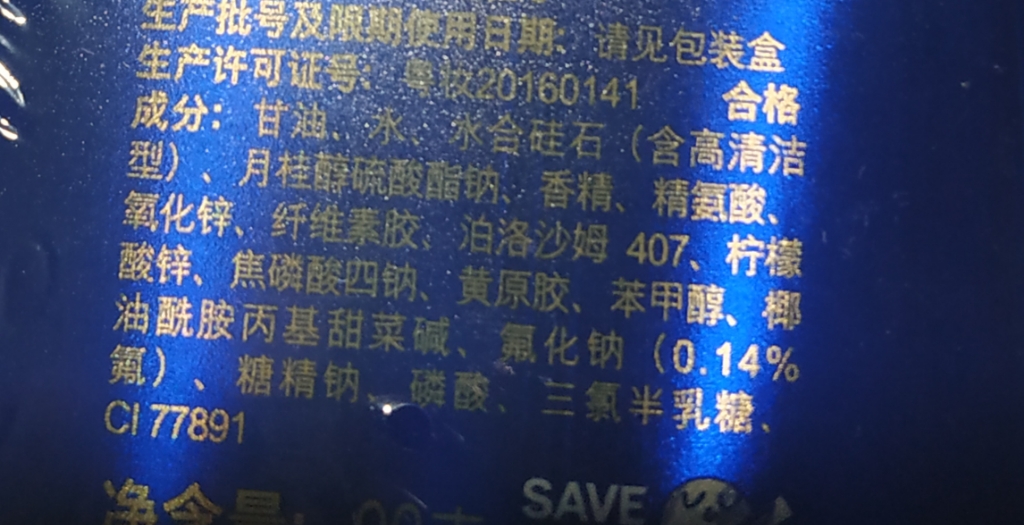 生产批号及限期使用日期：请见包装盒
生产许可证号：粤妆20160141 合格
成分：甘油、水、水合硅石（含高清洁
型）、月桂醇硫酸酯钠、香精、精氨酸、
氧化锌、纤维素胶、泊洛沙姆 407、柠檬
酸锌、焦磷酸四钠、黄原胶、苯甲醇、椰
油酰胺丙基甜菜碱、氟化钠（0.14%
氟）、糖精钠、磷酸、三氯半乳糖、
CI 77891
净含量：
SAVE